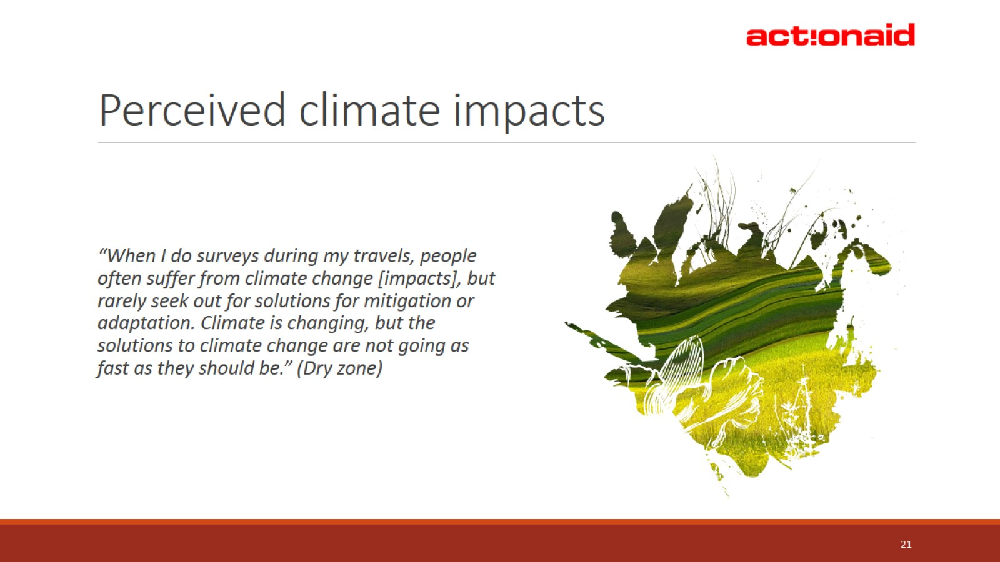 act!onaid
Perceived climate impacts
“When I do surveys during my travels, people
often suffer from climate change [impacts], but
rarely seek out for solutions for mitigation or
adaptation. Climate is changing, but the
solutions to climate change are not going as
fast as they should be.” (Dry zone)
21